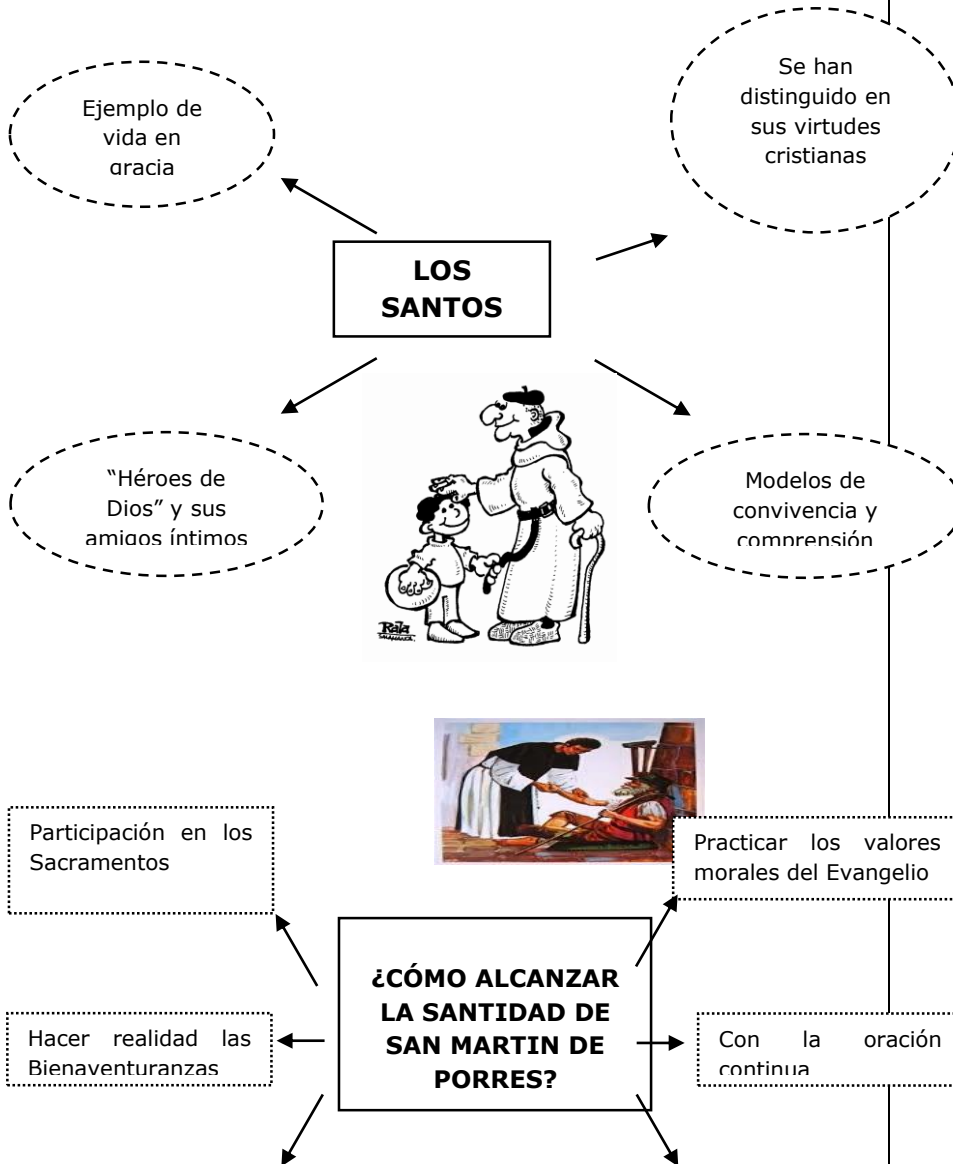 Ejemplo de
vida en
gracia
Se han
distinguido en
sus virtudes
cristianas
LOS
SANTOS
“Héroes de
Dios” y sus
amigos íntimos
Modelos de
convivencia y
comprensión
Participación en los
Sacramentos
Practicar los valores
morales del Evangelio
¿CÓMO ALCANZAR
LA SANTIDAD DE
SAN MARTIN DE
PORRES?
Hacer realidad las
Bienaventuranzas
Con la oración
continua